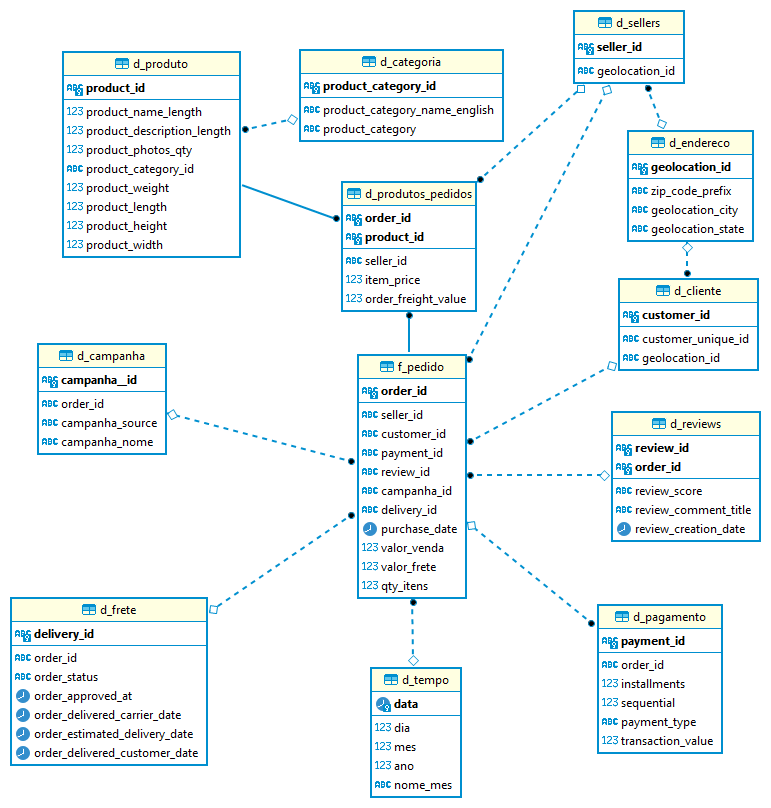 d_sellers
seller_id
geolocation_id
d_produto
product_id
product_name_length
product_description_length
product_photos_qty
product_category_id
product_weight
product_length
product_height
product_width
d_categoria
product_category_id
product_category_name_english
product_category
d_endereco
geolocation_id
zip_code_prefix
geolocation_city
geolocation_state
d_produtos_pedidos
order_id
product_id
seller_id
item_price
order_freight_value
d_cliente
customer_id
customer_unique_id
geolocation_id
d_campanha
campanha__id
order_id
campanha_source
campanha_nome
f_pedido
order_id
seller_id
customer_id
payment_id
review_id
campanha_id
delivery_id
purchase_date
valor_venda
valor_frete
qty_itens
d_reviews
review_id
order_id
review_score
review_comment_title
review_creation_date
d_frete
delivery_id
order_id
order_status
order_approved_at
order_delivered_carrier_date
order_estimated_delivery_date
order_delivered_customer_date
d_pagamento
payment_id
order_id
installments
sequential
payment_type
transaction_value
d_tempo
data
dia
mes
ano
nome_mes